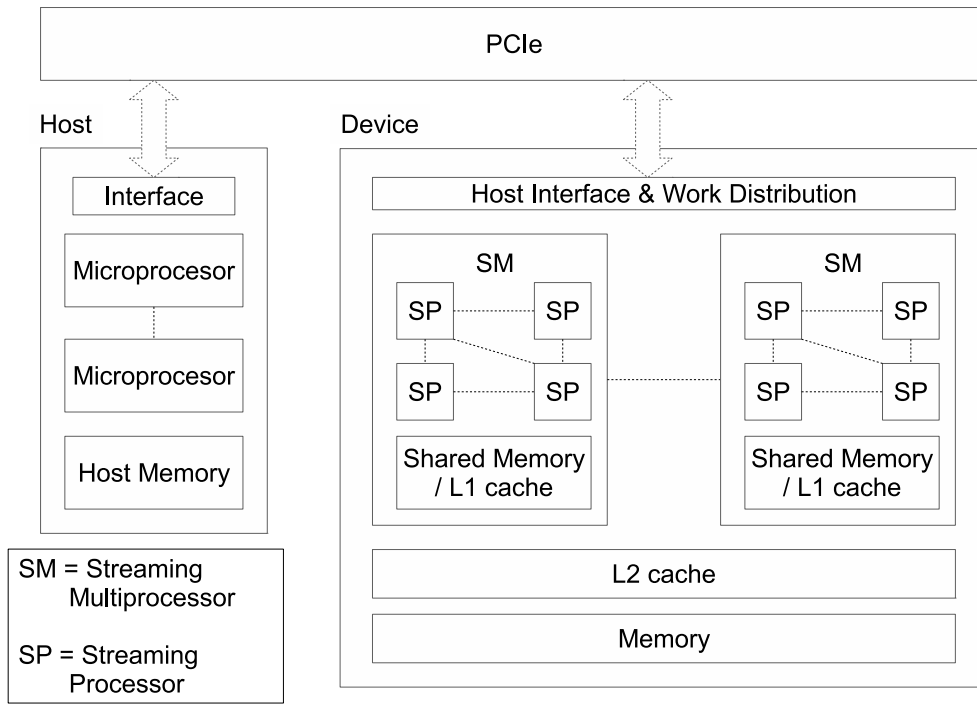 PCIe
Host
Device
Interface
Microprocesor
Microprocesor
Host Memory
Host Interface & Work Distribution
SM
SP
SP
SP
SP
Shared Memory
/ L1 cache
SM
SP
SP
SP
SP
Shared Memory
/ L1 cache
L2 cache
Memory
SM = Streaming
Multiprocessor
SP = Streaming
Processor